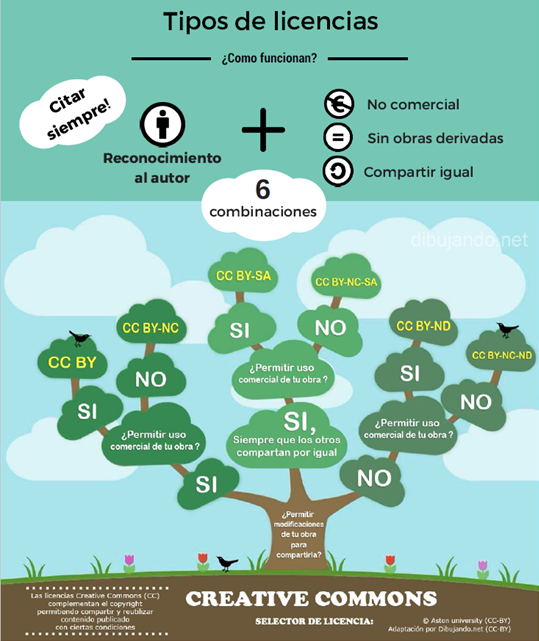 Tipos de licencias
¿Como funcionan?
Citar
siempre!
Reconocimiento
al autor
No comercial
Sin obras derivadas
Compartir igual
6
combinaciones
dibujando.net
CC BY-SA
CC BY-NC-SA
CC BY-NC
CC BY-ND
CC BY
CC BY-NC-ND
SI
NO
NO
SI
SI
NO
¿Permitir uso
comercial de tu obra ?
¿Permitir uso
comercial de tu obra ?
SI,
Siempre que los otros
compartan por igual
¿Permitir uso
comercial de tu obra ?
SI
NO
¿Permitir
modificaciones
de tu obra
para
compartirla?
Las licencias Creative Commons (CC)
complementan el copyright
permitiendo compartir y reubilizar
contenido publicado
con ciertas condiciones
CREATIVE COMMONS
SELECTOR DE LICENCIA:
© Aston university (CC-BY)
Adaptación por Dibujando.net (CC-BY)